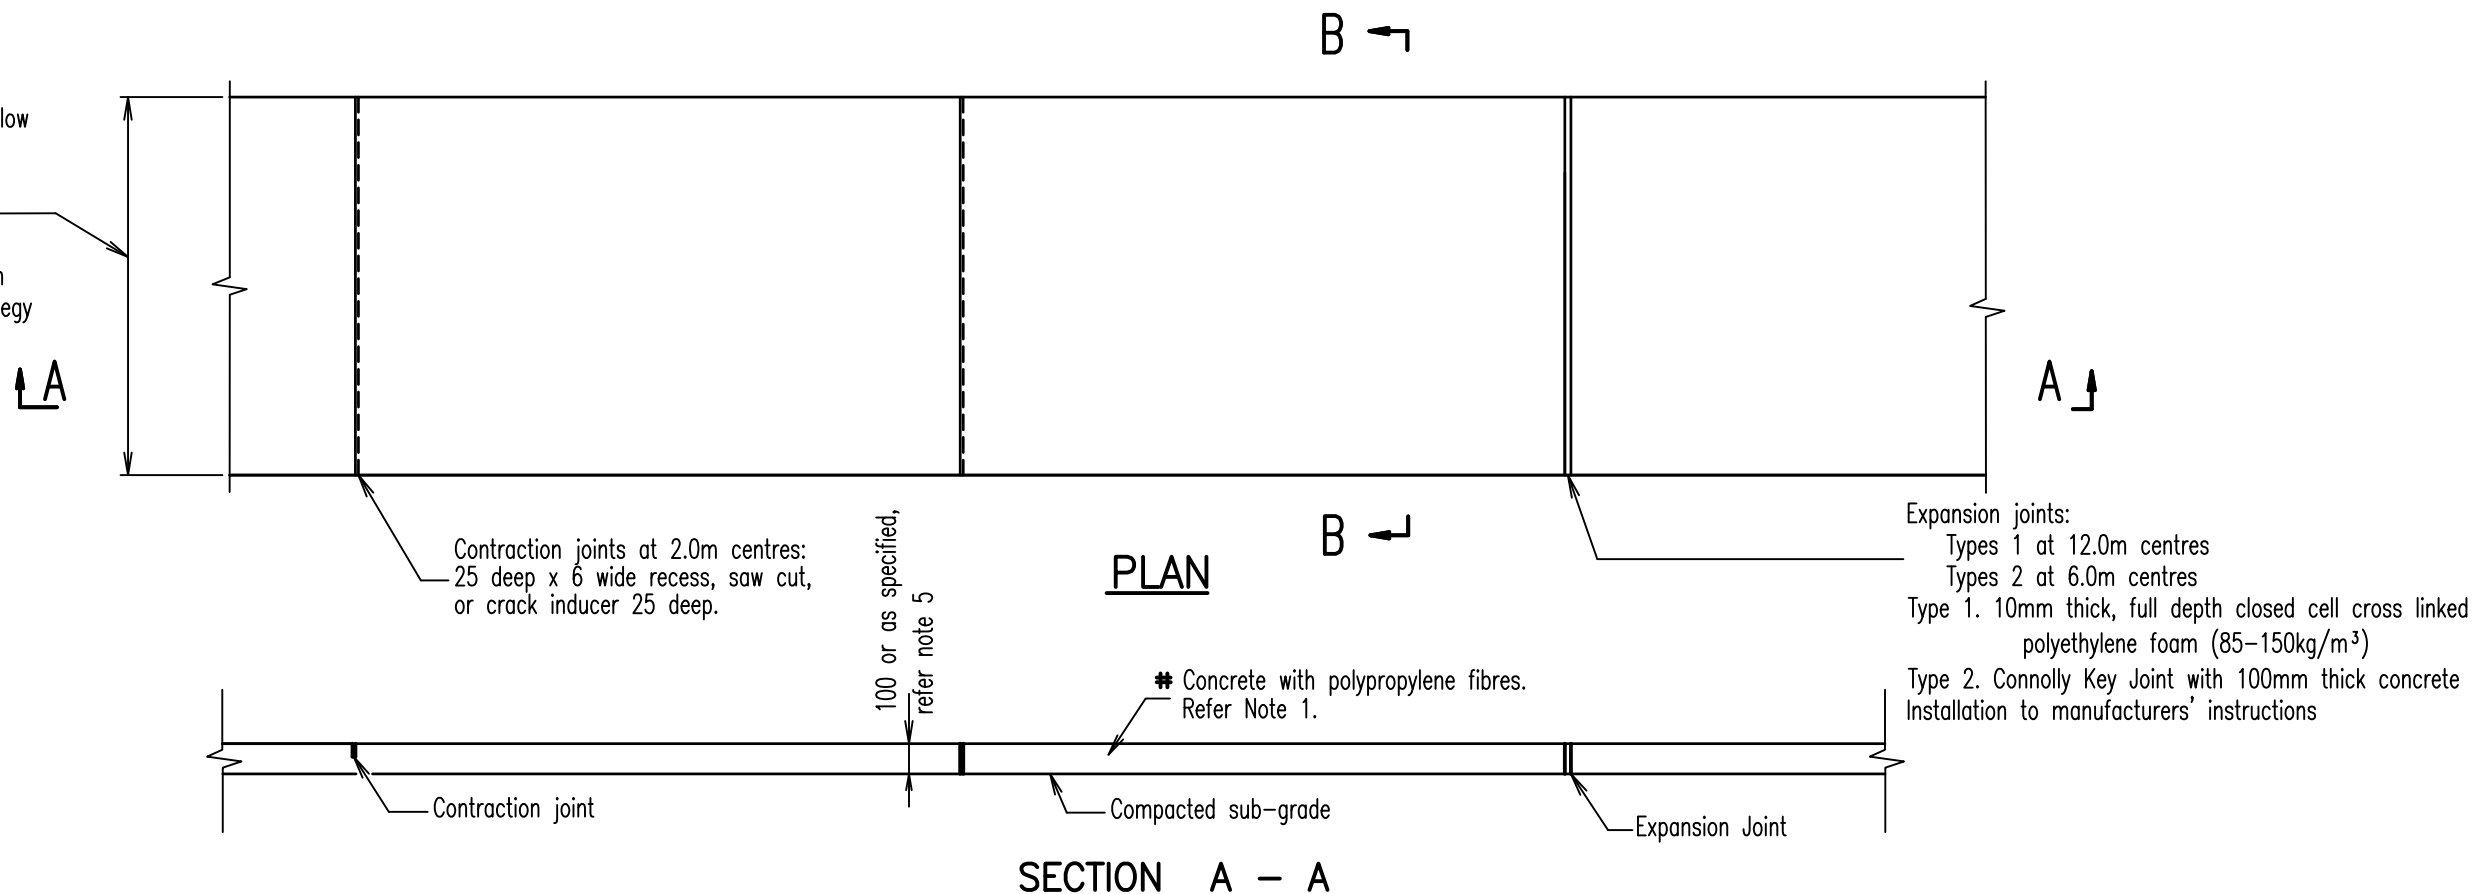 B
low
egy
A
A
Contraction joints at 2.0m centres:
25 deep x 6 wide recess, saw cut,
or crack inducer 25 deep.
100 or as specified,
refer note 5
B
PLAN
Expansion joints:
Types 1 at 12.0m centres
Types 2 at 6.0m centres
Type 1. 10mm thick, full depth closed cell cross linked
polyethylene foam (85-150kg/m³)
Type 2. Connolly Key Joint with 100mm thick concrete
Installation to manufacturers' instructions
# Concrete with polypropylene fibres.
Refer Note 1.
Contraction joint
Compacted sub-grade
Expansion Joint
SECTION A - A